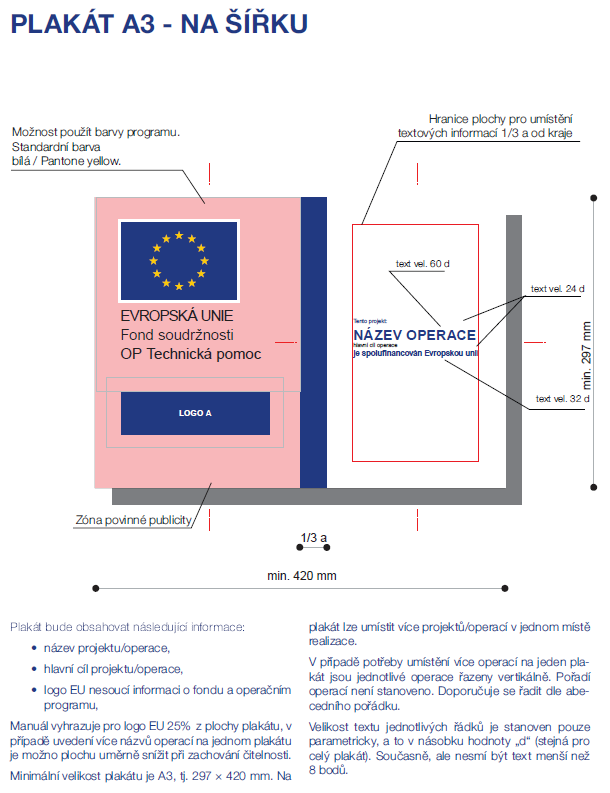 PLAKÁT A3 - NA ŠÍŘKU
Možnost použít barvy programu.
Standardní barva
bílá / Pantone yellow.
Hranice plochy pro umístění
textových informací 1/3 a od kraje
text vel. 60 d
text vel. 24 d
EVROPSKÁ UNIE
Fond soudržnosti
OP Technická pomoc
Tento projekt
NÁZEV OPERACE
hlavní cíl operace
je spolufinancován Evropskou unií
min. 297 mm
text vel. 32 d
LOGO A
Zóna povinné publicity
1/3 a
min. 420 mm
Plakát bude obsahovat následující informace:
• název projektu/operace,
• hlavní cíl projektu/operace,
• logo EU nesoucí informaci o fondu a operačním
programu,
Manuál vyhrazuje pro logo EU 25% z plochy plakátu, v
případě uvedení více názvů operací na jednom plakátu
je možno plochu uměrně snížit při zachování čitelnosti.
Minimální velikost plakátu je A3, tj. 297 × 420 mm. Na
plakát lze umístit více projektů/operací v jednom místě
realizace.
V případě potřeby umístění více operací na jeden pla-
kát jsou jednotlivé operace řazeny vertikálně. Pořadí
operací není stanoveno. Doporučuje se řadit dle abe-
cedního pořádku.
Velikost textu jednotlivých řádků je stanoven pouze
parametricky, a to v násobku hodnoty „d“ (stejná pro
celý plakát). Současně, ale nesmí být text menší než
8 bodů.